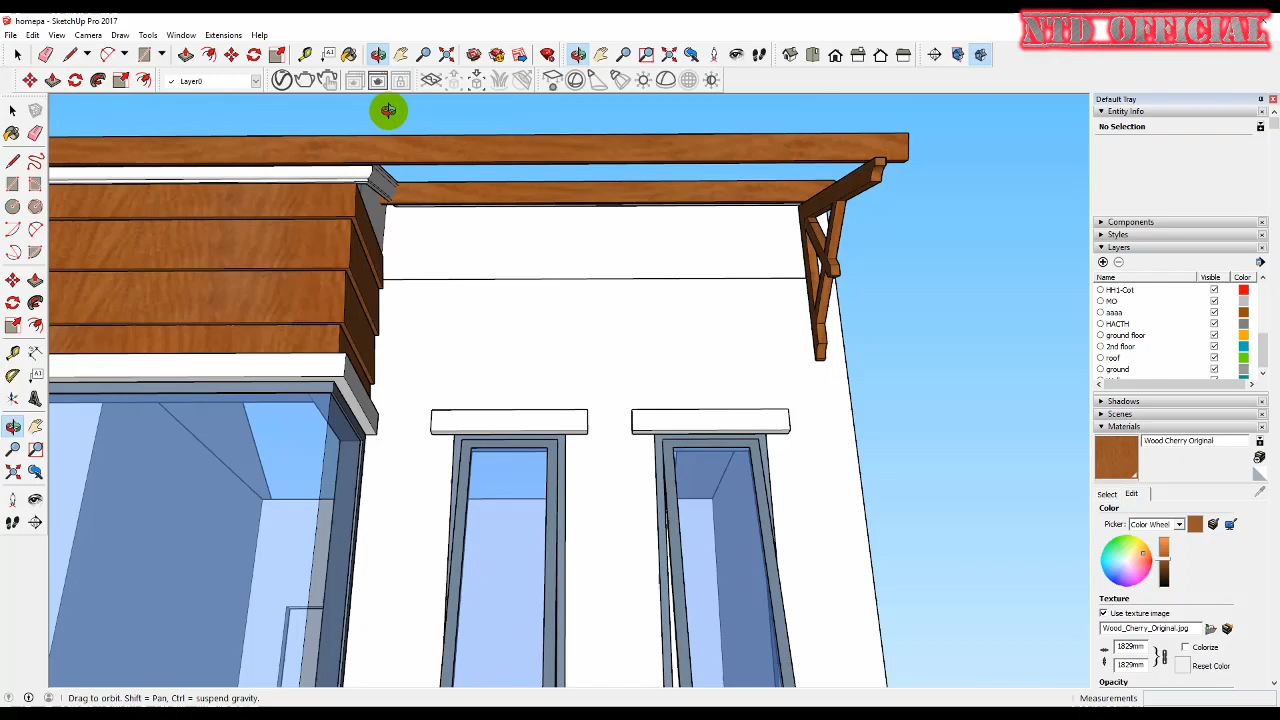 homepa - SketchUp Pro 2017
NTD_OFFICIAL
File Edit View Camera Draw Tools Window Extensions Help
Layer0
Default Tray
Entity Info
No Selection
Components
Styles
Layers
Name Visible Color
HH1-Cot
MO
aaaa
HACTH
ground floor
2nd floor
roof
ground
Shadows
Scenes
Materials
Wood Cherry Original
Select Edit
Color
Picker: Color Wheel
Texture
Use texture image
Wood_Cherry_Original.jpg
1829mm Colorize
1829mm Reset Color
Opacity
Drag to orbit. Shift = Pan, Ctrl = suspend gravity.
Measurements